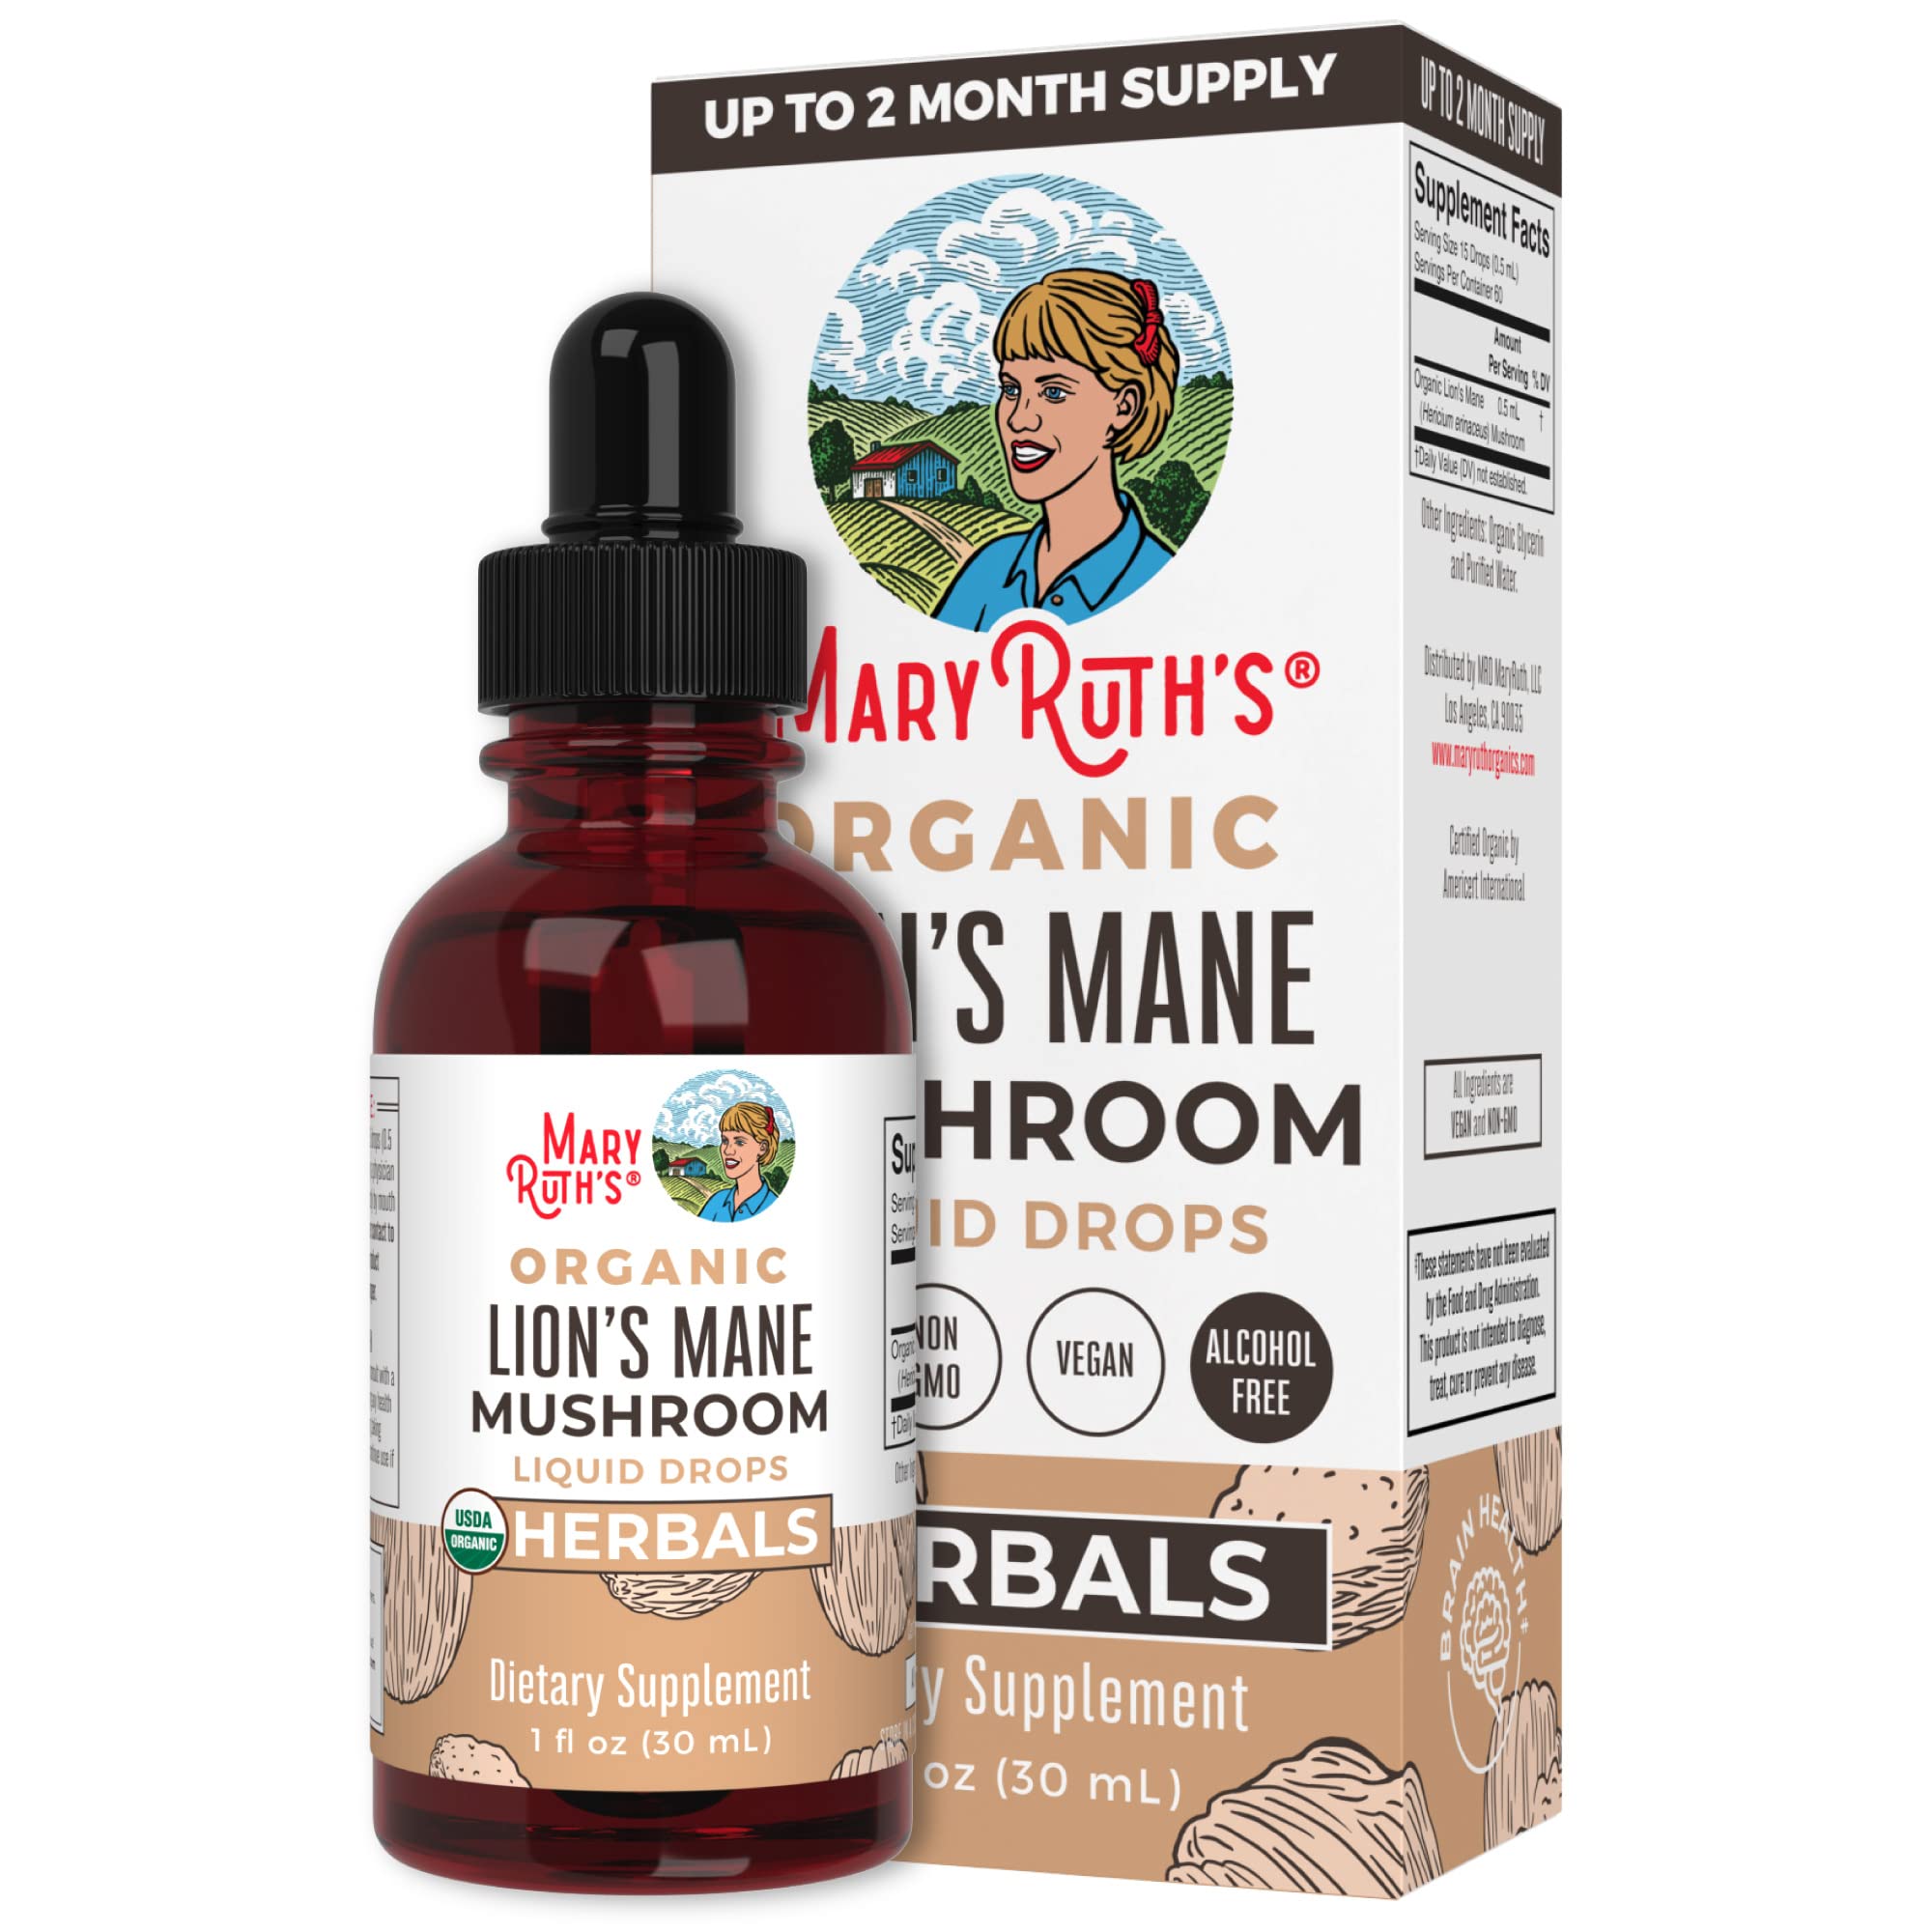 UP TO 2 MONTH SUPPLY
MARY RUTH'S®
ORGANIC
'S MANE
HROOM
ID DROPS
NON
GMO
VEGAN
ALCOHOL
FREE
RBALS
y Supplement
oz (30 mL)
UP TO 2 MONTH SUPPLY
Supplement Facts
Serving Size 15 Drops (0.5 mL)
Servings Per Container 60
Amount
Per Serving % DV
Organic Lion's Mane 0.5 mL †
(Hericium erinaceus) Mushroom
†Daily Value (DV) not established.
Other Ingredients: Organic Glycerin
and Purified Water.
Distributed by MRO MaryRuth, LLC
Los Angeles, CA 90035
www.maryruthorganics.com
Certified Organic by
Americert International
All Ingredients are
VEGAN and NON-GMO
‡These statements have not been evaluated
by the Food and Drug Administration.
This product is not intended to diagnose,
treat, cure or prevent any disease.
BRAIN HEALTH‡
MARY
RUTH'S®
ORGANIC
LION'S MANE
MUSHROOM
LIQUID DROPS
USDA
ORGANIC
HERBALS
Dietary Supplement
1 fl oz (30 mL)